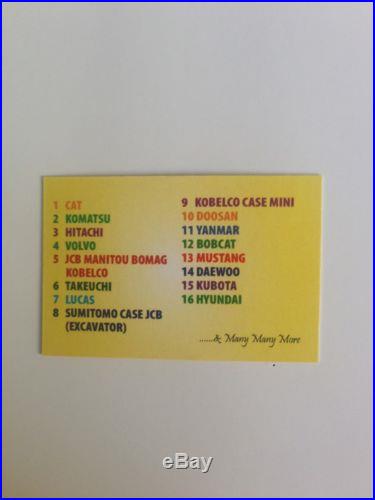 1 CAT
2 KOMATSU
3 HITACHI
4 VOLVO
5 JCB MANITOU BOMAG
KOBELCO
6 TAKEUCHI
7 LUCAS
8 SUMITOMO CASE JCB
(EXCAVATOR)
9 KOBELCO CASE MINI
10 DOOSAN
11 YANMAR
12 BOBCAT
13 MUSTANG
14 DAEWOO
15 KUBOTA
16 HYUNDAI
......& Many Many More
ebay